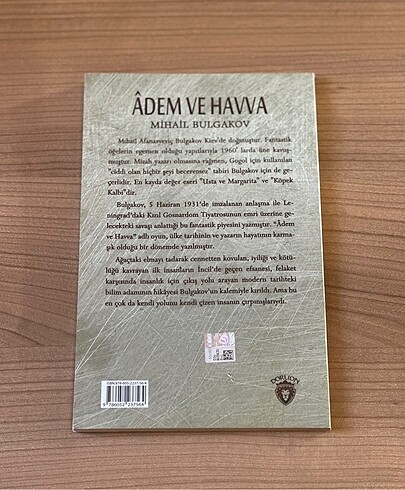 ÂDEM VE HAVVA
MİHAİL BULGAKOV
Mihail Afanasyeviç Bulgakov Kiev'de doğmuştur. Fantastik
öğelerin egemen olduğu yapıtlarıyla 1960'larda üne kavuş-
muştur. Mizah yazarı olmasına rağmen, Gogol için kullanılan
"ciddi olan hiçbir şeyi beceremez" tabiri Bulgakov için de ge-
çerlidir. En kayda değer eseri "Usta ve Margarita" ve "Köpek
Kalbi"dir.
Bulgakov, 5 Haziran 1931'de imzalanan anlaşma ile Le-
ningrad'daki Kızıl Gosnardom Tiyatrosunun emri üzerine ge-
lecekteki savaşı anlattığı bu fantastik piyesini yazmıştır. "Âdem
ve Havva" adlı oyun, ülke tarihinin ve yazarın hayatının karma-
şık olduğu bir dönemde yazılmıştır.
Ağaçtaki elmayı tadarak cennetten kovulan, iyiliği ve kötü-
lüğü kavrayan ilk insanların İncil'de geçen efsanesi, felaket
karşısında insanlık için çıkış yolu arayan modern tarihteki
bilim adamının hikâyesi Bulgakov'un kalemiyle karıldı. Ama bu
en çok da kendi yolunu kendi çizen insanın çırpınışlarıydı.
DORLION